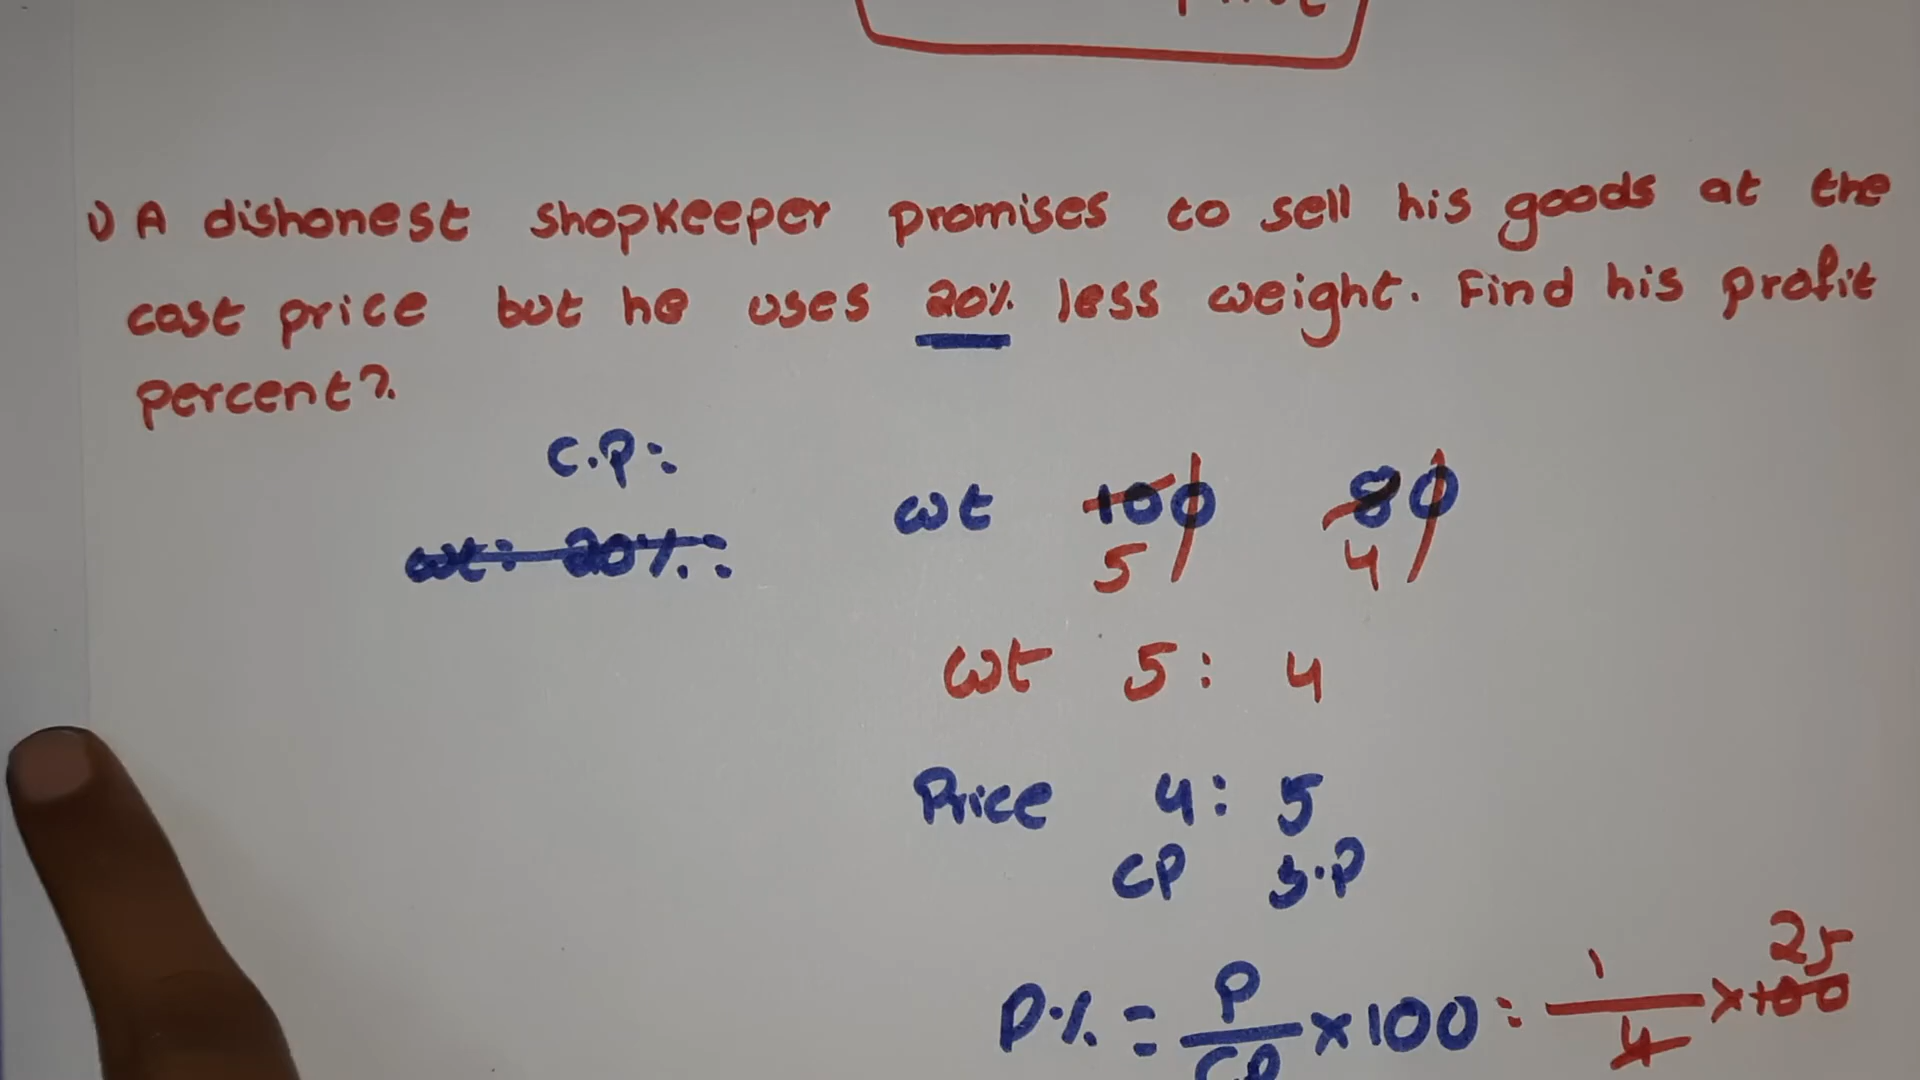 1) A dishonest shopkeeper promises to sell his goods at the
cost price but he uses 20% less weight. Find his profit
percent?.
C.P:
wt 100 80
wt: 20%:
5 4
wt 5: 4
Price 4: 5
CP S.P
25
P.% = P/CP x100 = 1/4 x100